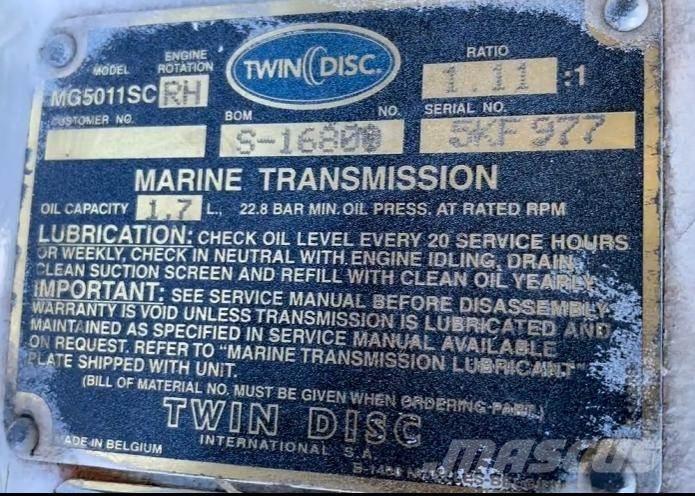 MODEL ENGINE ROTATION TWIN DISC® RATIO
MG5011SC RH 1.11 :1
CUSTOMER NO. BOM NO. SERIAL NO.
5KF977
MARINE TRANSMISSION
OIL CAPACITY 1,7 L., 22.8 BAR MIN. OIL PRESS. AT RATED RPM
LUBRICATION: CHECK OIL LEVEL EVERY 20 SERVICE HOURS
OR WEEKLY, CHECK IN NEUTRAL WITH ENGINE IDLING. DRAIN,
CLEAN SUCTION SCREEN AND REFILL WITH CLEAN OIL YEARLY.
IMPORTANT: SEE SERVICE MANUAL BEFORE DISASSEMBLY
WARRANTY IS VOID UNLESS TRANSMISSION IS LUBRICATED AND
MAINTAINED AS SPECIFIED IN SERVICE MANUAL AVAILABLE
ON REQUEST. REFER TO "MARINE TRANSMISSION LUBRICANT"
PLATE SHIPPED WITH UNIT.
(BILL OF MATERIAL NO. MUST BE GIVEN WHEN ORDERING PART.)
TWIN DISC
MADE IN BELGIUM INTERNATIONAL S.A.
MASCUS